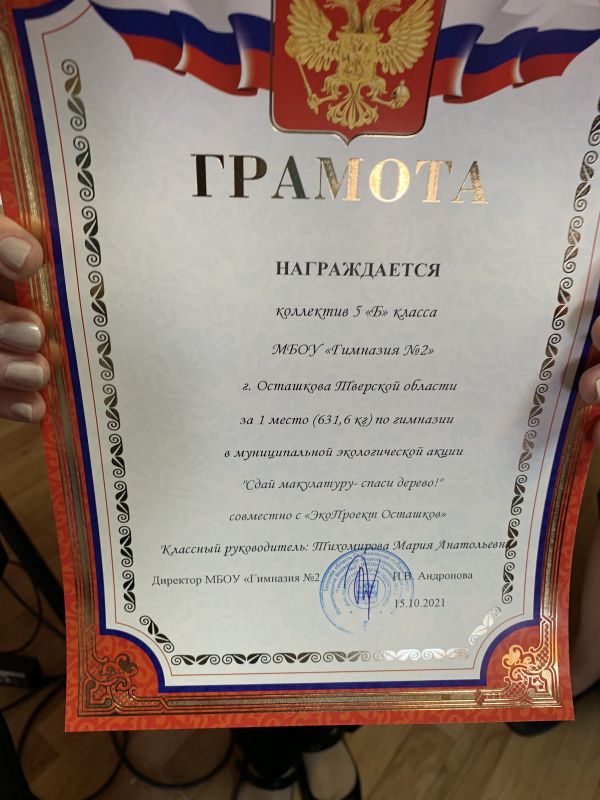 ГРАМОТА
НАГРАЖДАЕТСЯ
коллектив 5 «Б» класса
МБОУ «Гимназия №2»
г. Осташкова Тверской области
за 1 место (631,6 кг) по гимназии
в муниципальной экологической акции
"Сдай макулатуру- спаси дерево!"
совместно с «ЭкоПроект Осташков»
Классный руководитель: Тихомирова Мария Анатольевн
Директор МБОУ «Гимназия №2 И.В. Андронова
15.10.2021